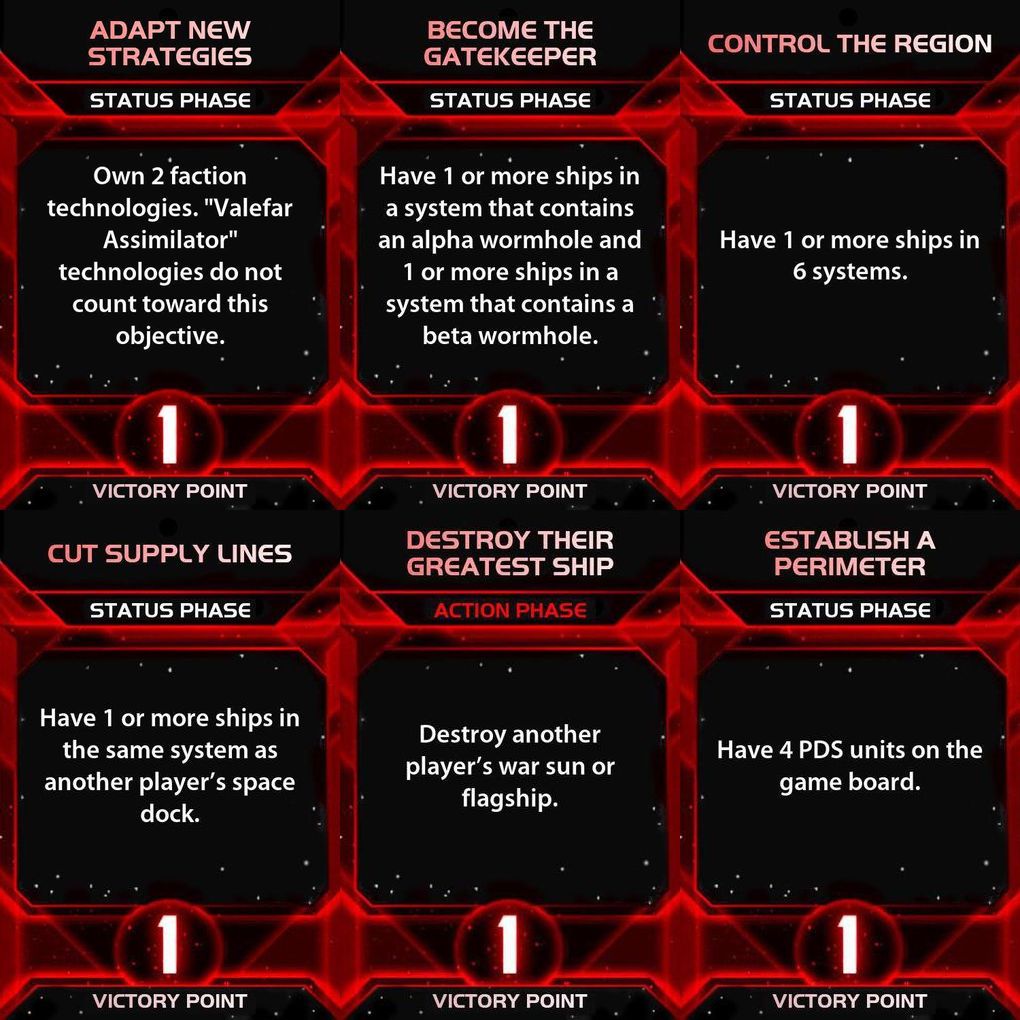 ADAPT NEW
STRATEGIES
STATUS PHASE
Own 2 faction
technologies. "Valefar
Assimilator"
technologies do not
count toward this
objective.
1
VICTORY POINT
BECOME THE
GATEKEEPER
STATUS PHASE
Have 1 or more ships in
a system that contains
an alpha wormhole and
1 or more ships in a
system that contains a
beta wormhole.
1
VICTORY POINT
CONTROL THE REGION
STATUS PHASE
Have 1 or more ships in
6 systems.
1
VICTORY POINT
CUT SUPPLY LINES
STATUS PHASE
Have 1 or more ships in
the same system as
another player’s space
dock.
1
VICTORY POINT
DESTROY THEIR
GREATEST SHIP
ACTION PHASE
Destroy another
player’s war sun or
flagship.
1
VICTORY POINT
ESTABLISH A
PERIMETER
STATUS PHASE
Have 4 PDS units on the
game board.
1
VICTORY POINT